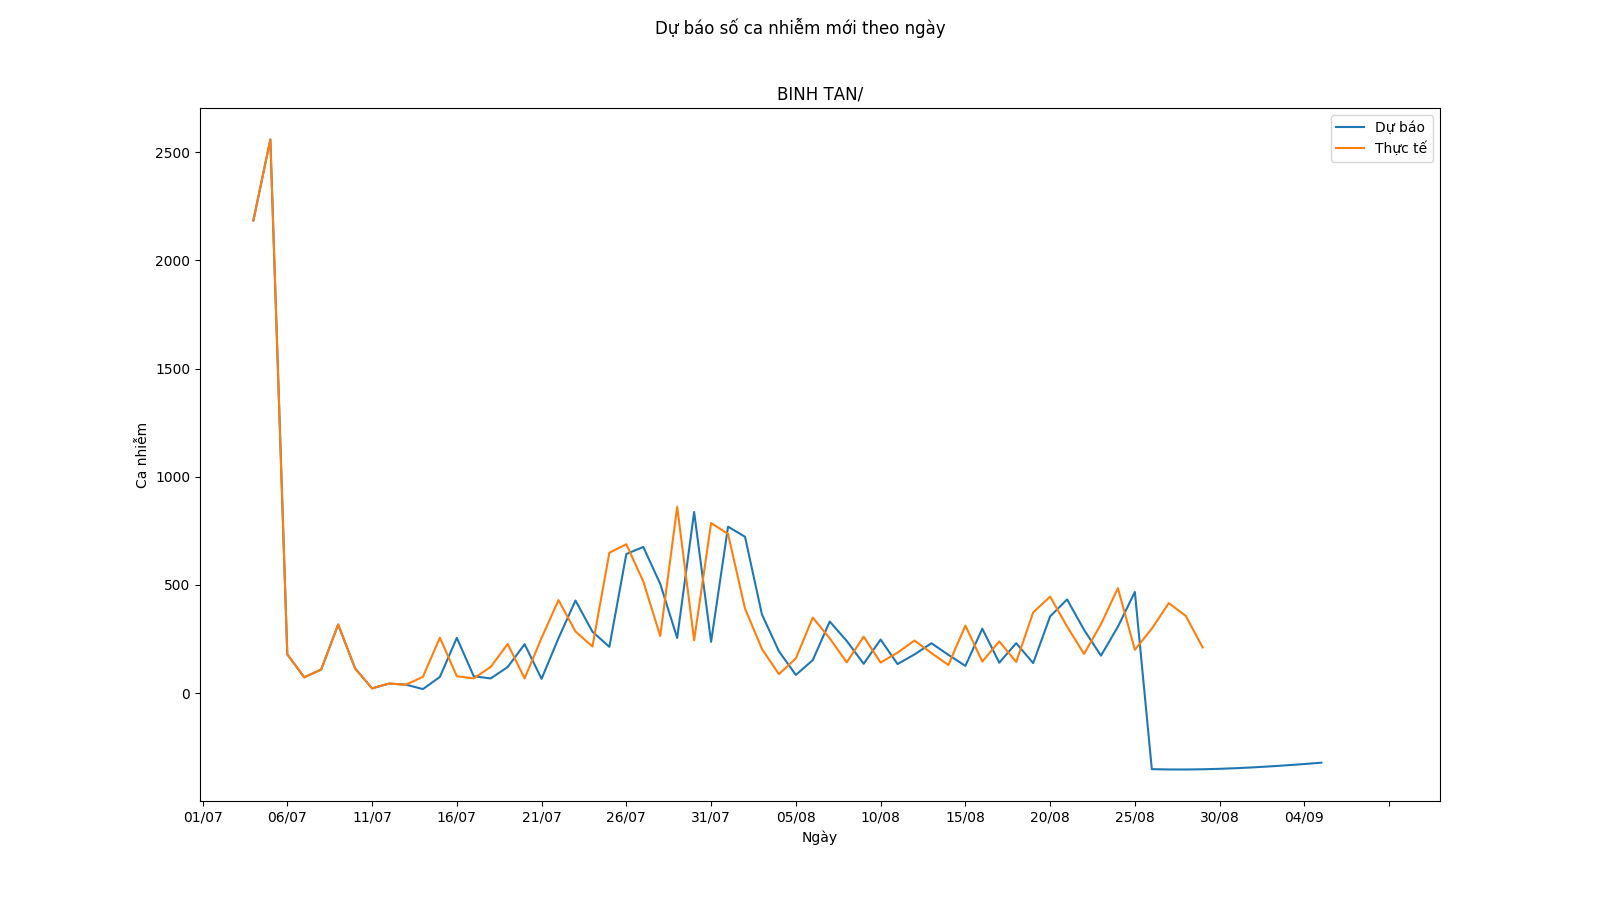 Dự báo số ca nhiễm mới theo ngày
BINH TAN/
Dự báo
Thực tế
2500
2000
1500
1000
500
0
Ca nhiễm
01/07 06/07 11/07 16/07 21/07 26/07 31/07 05/08 10/08 15/08 20/08 25/08 30/08 04/09
Ngày